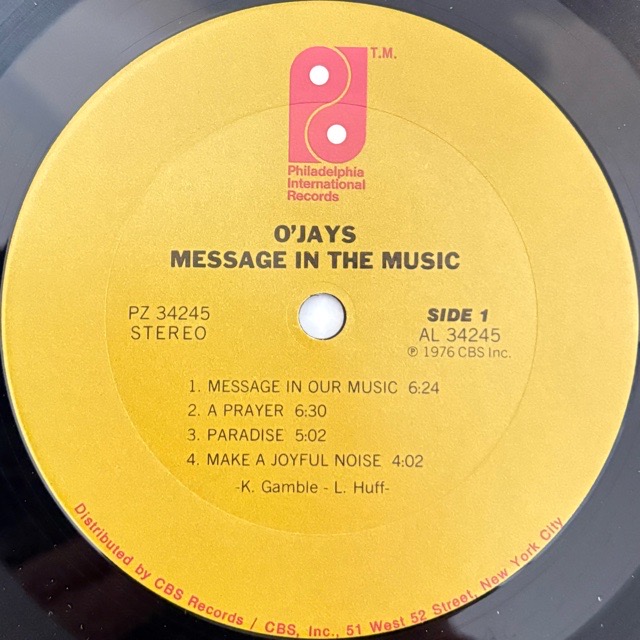 T.M.
Philadelphia
International
Records
O'JAYS
MESSAGE IN THE MUSIC
PZ 34245
STEREO
SIDE 1
AL 34245
℗ 1976 CBS Inc.
1. MESSAGE IN OUR MUSIC 6:24
2. A PRAYER 6:30
3. PARADISE 5:02
4. MAKE A JOYFUL NOISE 4:02
-K. Gamble - L. Huff-
Distributed by CBS Records / CBS, Inc., 51 West 52 Street, New York City